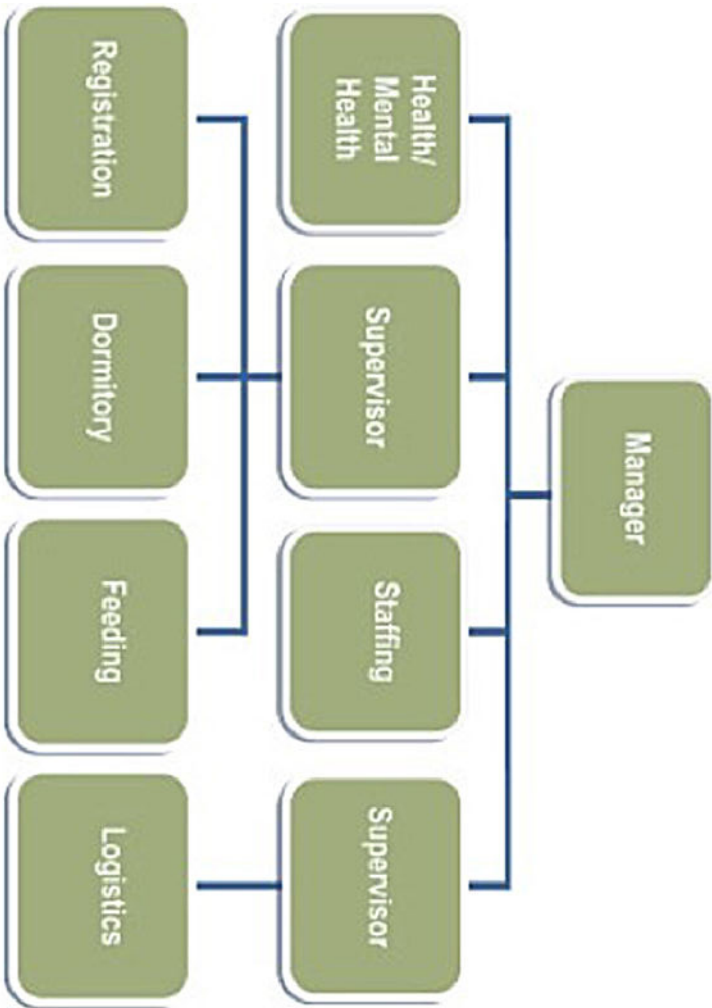 Manager
Health/
Mental
Health
Supervisor
Staffing
Supervisor
Registration
Dormitory
Feeding
Logistics